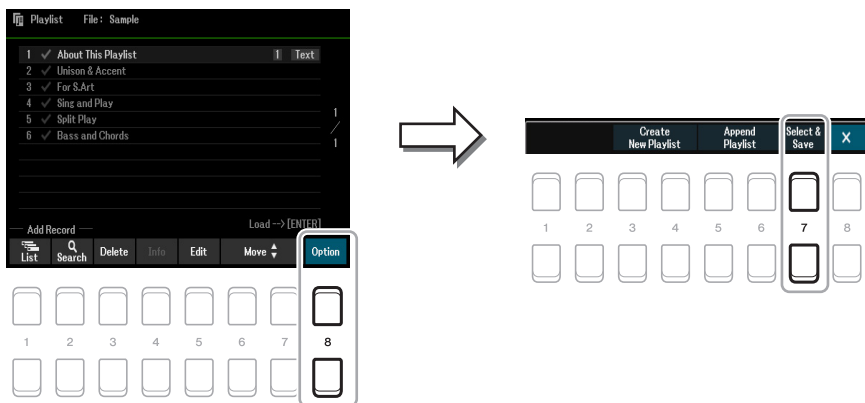 Playlist File: Sample
1 About This Playlist 1 Text
2 Unison & Accent
3 For S.Art
4 Sing and Play
5 Split Play
6 Bass and Chords
1
/
1
Load -->[ENTER]
Add Record
List Search Delete Info Edit Move Option
1 2 3 4 5 6 7 8
Create
New Playlist
Append
Playlist
Select &
Save
X
1 2 3 4 5 6 7 8